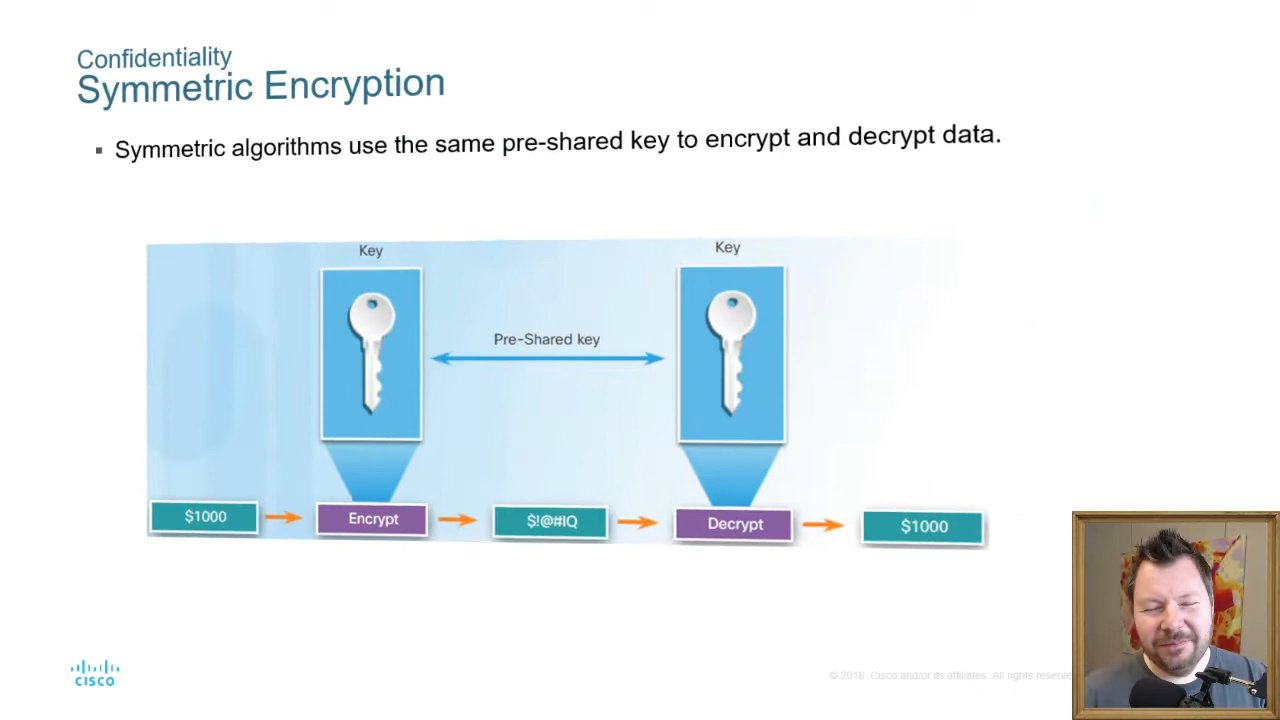 Confidentiality
Symmetric Encryption
▪ Symmetric algorithms use the same pre-shared key to encrypt and decrypt data.
Key
Key
Pre-Shared key
$1000
Encrypt
$!@#IQ
Decrypt
$1000
CISCO
© 2016 Cisco and/or its affiliates. All rights reserve